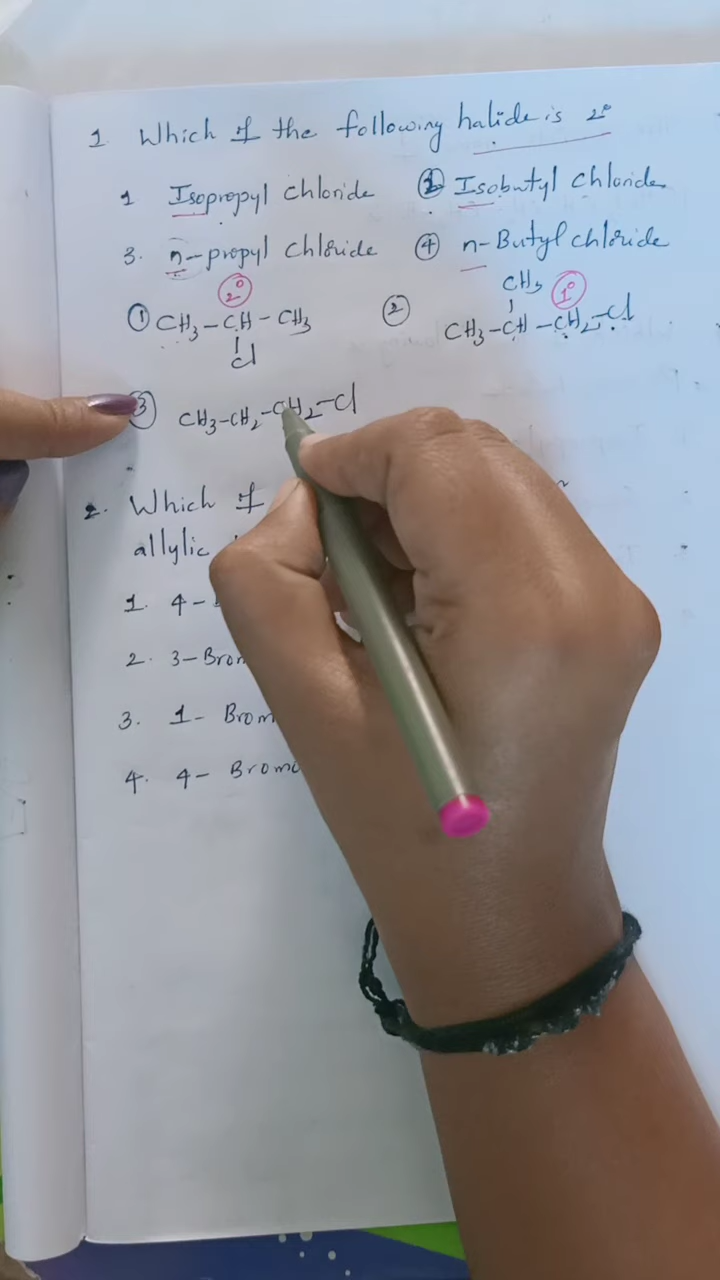 1. Which of the following halide is 2°
1 Isopropyl chloride ② Isobutyl chloride
3. n-propyl chloride ④ n-Butyl chloride
2°
① CH3-CH-CH3
Cl
CH3 1°
② CH3-CH-CH2-Cl
③ CH3-CH2-CH2-Cl
2. Which of
allylic
1. 4-
2. 3-Brom
3. 1- Brom
4. 4- Bromo